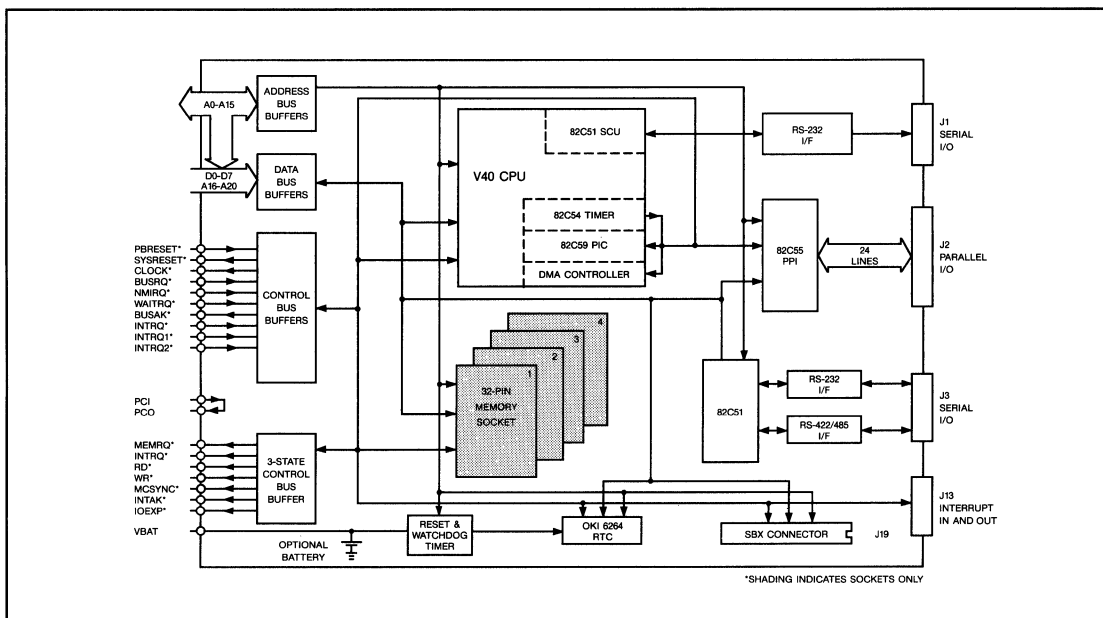 A0-A15
ADDRESS
BUS
BUFFERS
D0-D7
A16-A20
DATA
BUS
BUFFERS
PBRESET*
SYSRESET*
CLOCK*
BUSRQ*
NMIRQ*
WAITRQ*
BUSAK*
INTRQ*
INTRQ1*
INTRQ2*
CONTROL
BUS
BUFFERS
PCI
PCO
MEMRQ*
INTRQ*
RD*
WR*
MCSYNC*
INTAK*
IOEXP*
3-STATE
CONTROL
BUS
BUFFER
VBAT
OPTIONAL
BATTERY
V40 CPU
82C51 SCU
82C54 TIMER
82C59 PIC
DMA CONTROLLER
4
3
2
1
32-PIN
MEMORY
SOCKET
RESET &
WATCHDOG
TIMER
OKI 6264
RTC
SBX CONNECTOR
J19
RS-232
I/F
J1
SERIAL
I/O
82C55
PPI
24
LINES
J2
PARALLEL
I/O
82C51
RS-232
I/F
RS-422/485
I/F
J3
SERIAL
I/O
J13
INTERRUPT
IN AND OUT
*SHADING INDICATES SOCKETS ONLY